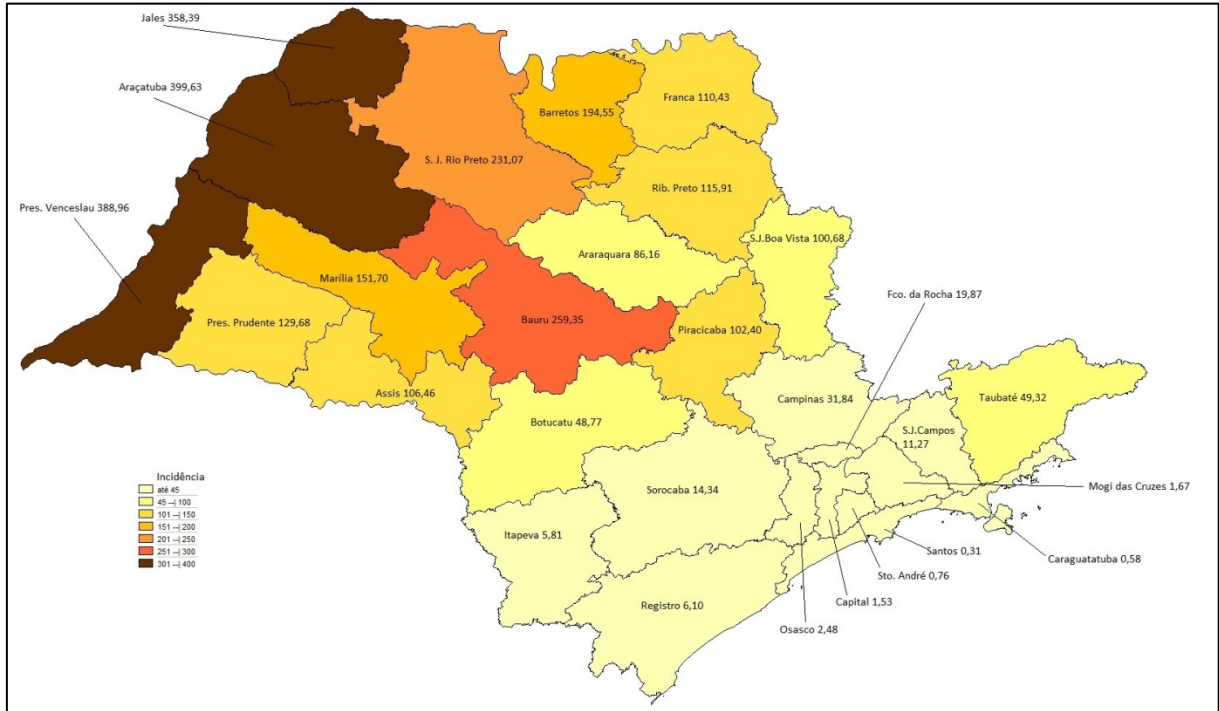 Jales 358,39
Araçatuba 399,63
Barretos 194,55
Franca 110,43
S. J. Rio Preto 231,07
Rib. Preto 115,91
Pres. Venceslau 388,96
S.J.Boa Vista 100,68
Araraquara 86,16
Marília 151,70
Fco. da Rocha 19,87
Pres. Prudente 129,68
Bauru 259,35
Piracicaba 102,40
Assis 106,46
Campinas 31,84
Taubaté 49,32
Botucatu 48,77
S.J.Campos
11,27
Sorocaba 14,34
Mogi das Cruzes 1,67
Itapeva 5,81
Santos 0,31
Caraguatatuba 0,58
Sto. André 0,76
Registro 6,10
Capital 1,53
Osasco 2,48
Incidência
até 45
45 --| 100
101 --| 150
151 --| 200
201 --| 250
251 --| 300
301 --| 400